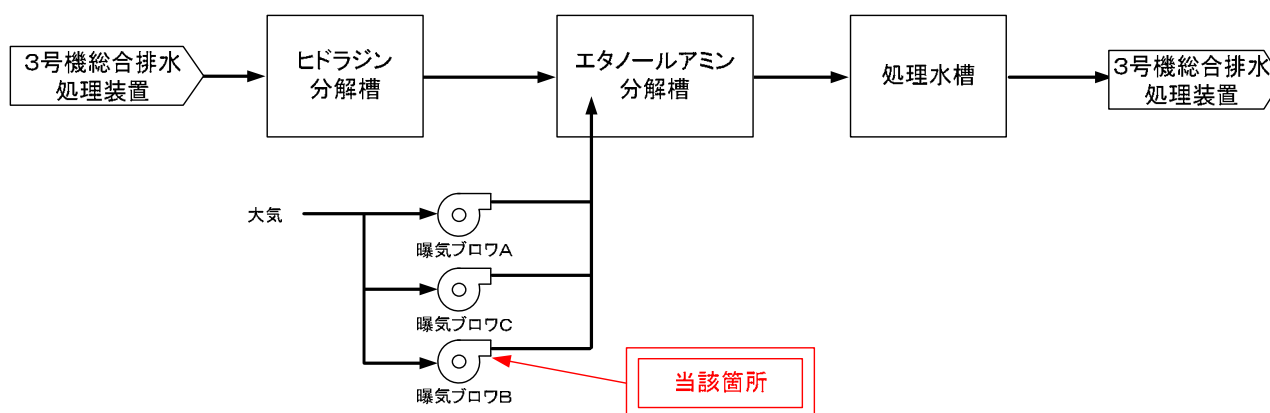 3号機総合排水
処理装置
ヒドラジン
分解槽
エタノールアミン
分解槽
処理水槽
3号機総合排水
処理装置
大気
曝気ブロワA
曝気ブロワC
曝気ブロワB
当該箇所